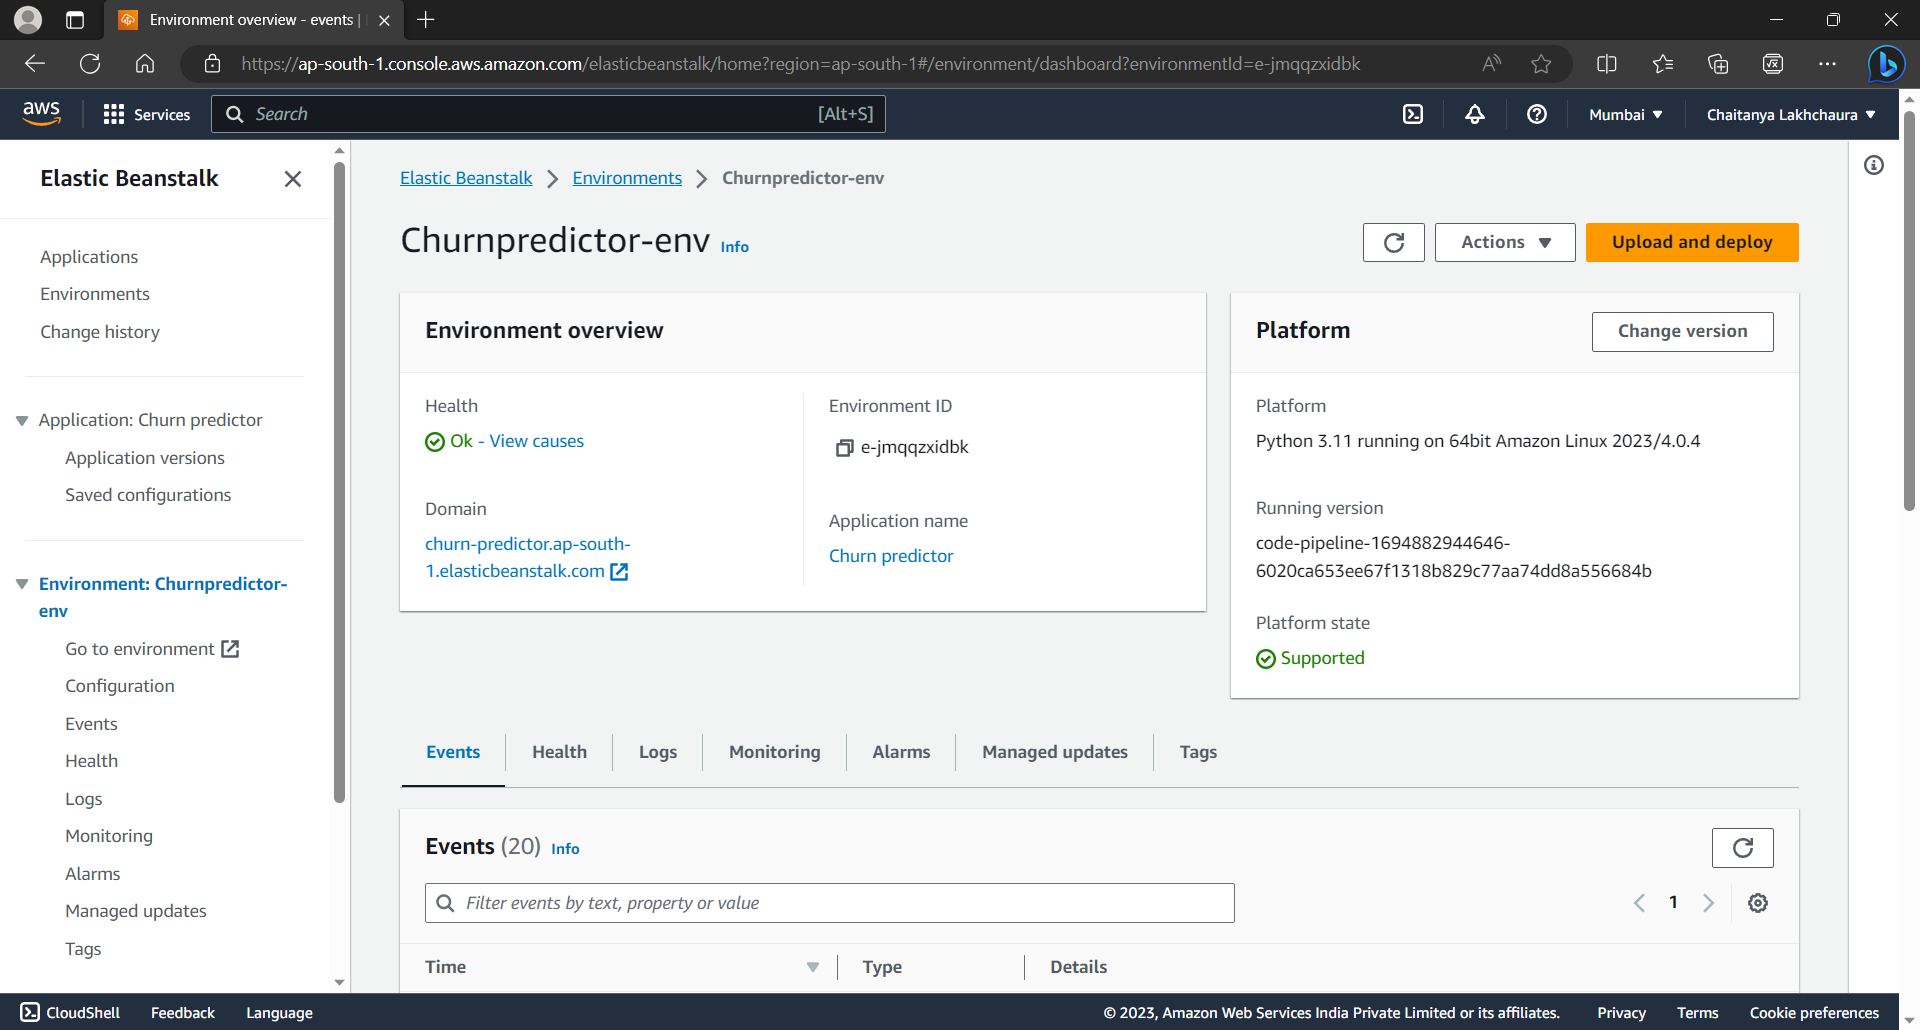 Environment overview - events |
https://ap-south-1.console.aws.amazon.com/elasticbeanstalk/home?region=ap-south-1#/environment/dashboard?environmentId=e-jmqqzxidbk
aws
Services
Search
[Alt+S]
Mumbai
Chaitanya Lakhchaura
Elastic Beanstalk
Applications
Environments
Change history
Application: Churn predictor
Application versions
Saved configurations
Environment: Churnpredictor-
env
Go to environment
Configuration
Events
Health
Logs
Monitoring
Alarms
Managed updates
Tags
Elastic Beanstalk
Environments
Churnpredictor-env
Churnpredictor-env Info
Actions
Upload and deploy
Environment overview
Health
Ok - View causes
Domain
churn-predictor.ap-south-
1.elasticbeanstalk.com
Environment ID
e-jmqqzxidbk
Application name
Churn predictor
Platform
Change version
Platform
Python 3.11 running on 64bit Amazon Linux 2023/4.0.4
Running version
code-pipeline-1694882944646-
6020ca653ee67f1318b829c77aa74dd8a556684b
Platform state
Supported
Events
Health
Logs
Monitoring
Alarms
Managed updates
Tags
Events (20) Info
Filter events by text, property or value
1
Time
Type
Details
CloudShell
Feedback
Language
© 2023, Amazon Web Services India Private Limited or its affiliates.
Privacy
Terms
Cookie preferences